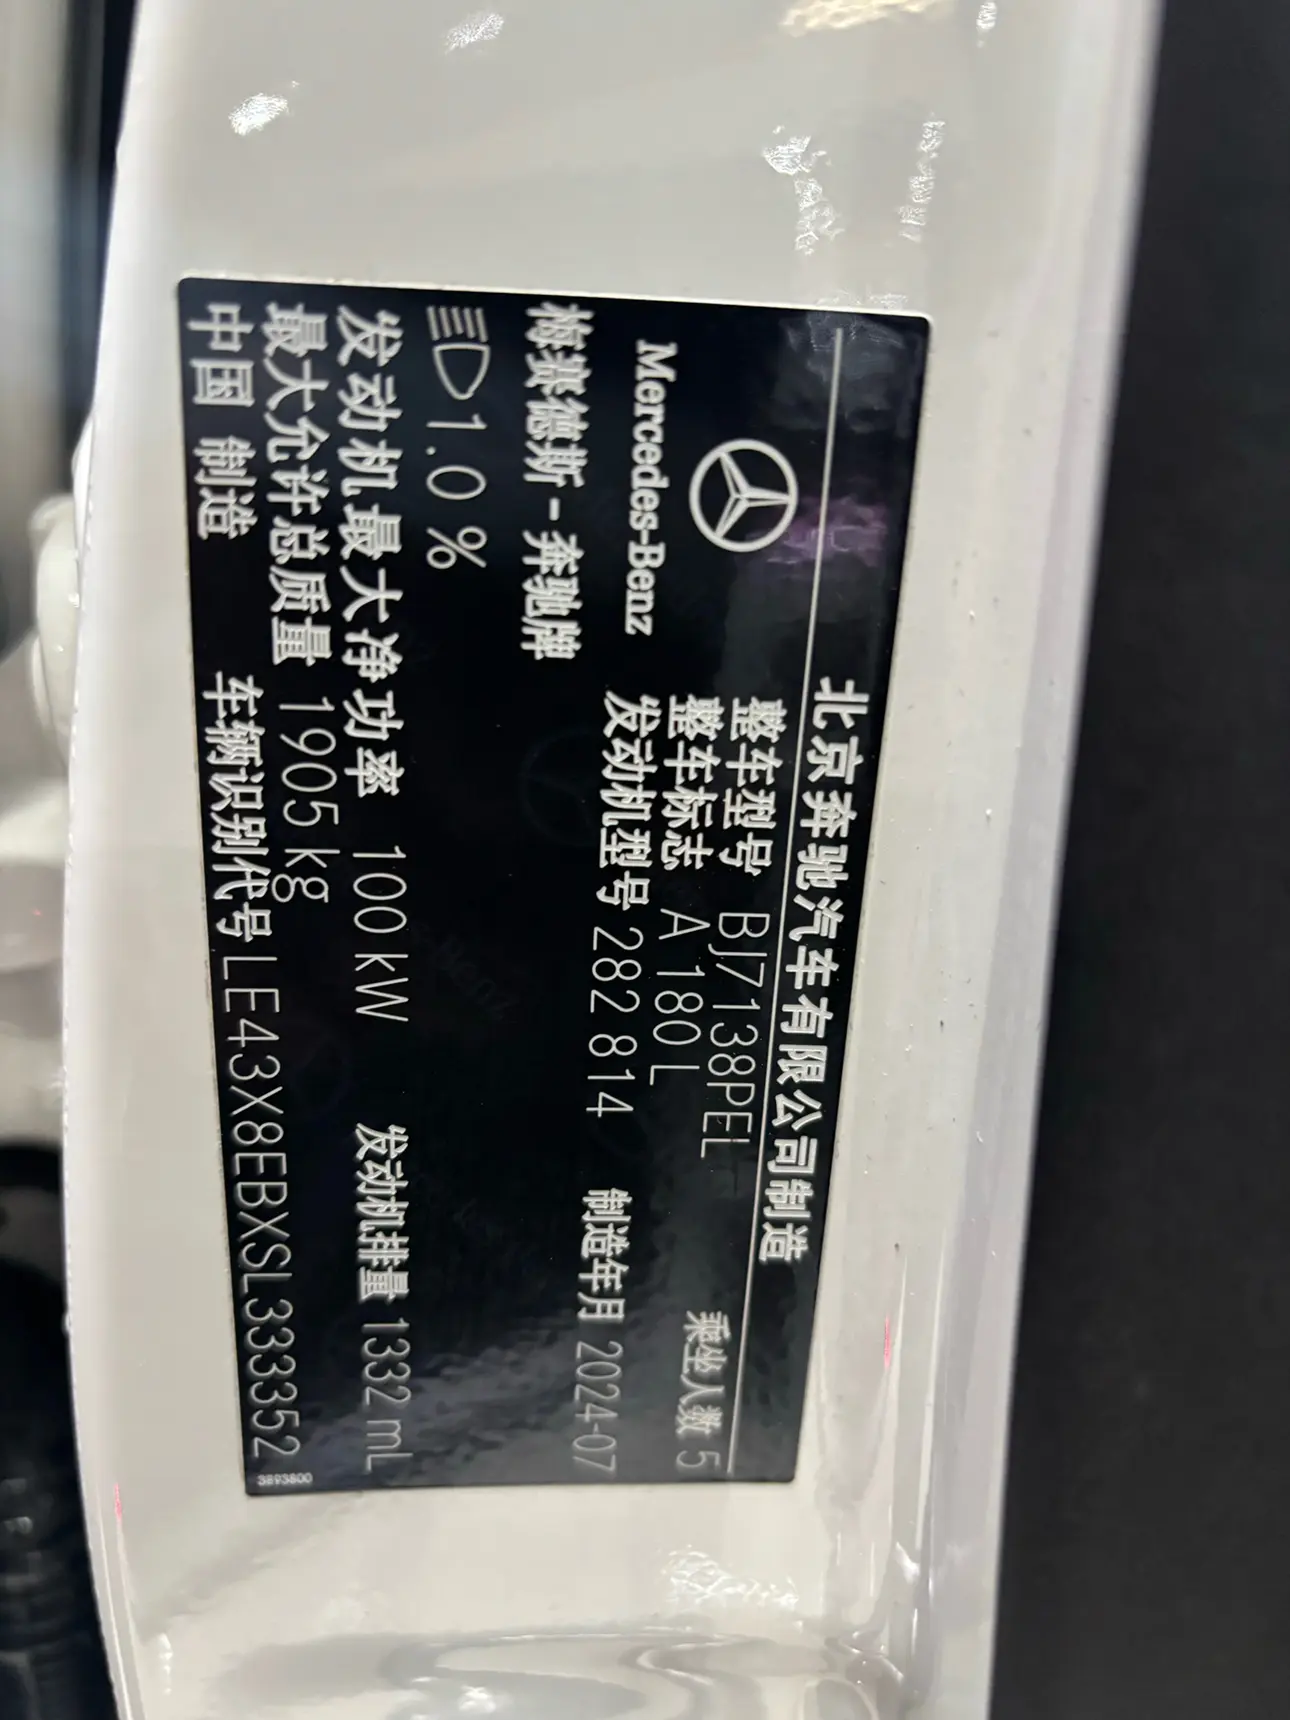 北京奔驰汽车有限公司制造
Mercedes-Benz
整车型号 BJ7138PEL 乘坐人数 5
整车标志 A 180 L
发动机型号 282 814 制造年月 2024-07
梅赛德斯-奔驰牌
1.0 %
发动机最大净功率 100 kW 发动机排量 1332 mL
最大允许总质量 1905 kg
中国 制造 车辆识别代号 LE43X8EBXSL333352
3893800